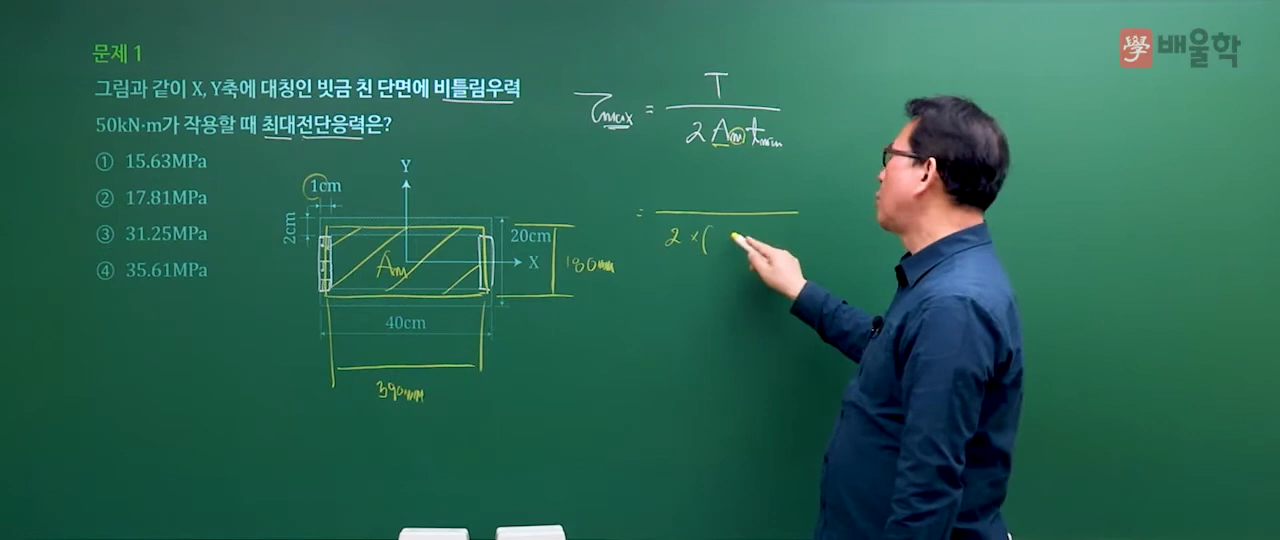 學 배울학
문제 1
그림과 같이 X, Y축에 대칭인 빗금 친 단면에 비틀림우력
50kN·m가 작용할 때 최대전단응력은?
① 15.63MPa
② 17.81MPa
③ 31.25MPa
④ 35.61MPa
Y
1cm
2cm
20cm
X
Am
180mm
40cm
390mm
τmax = T / 2 Am tmin
= 2 × (